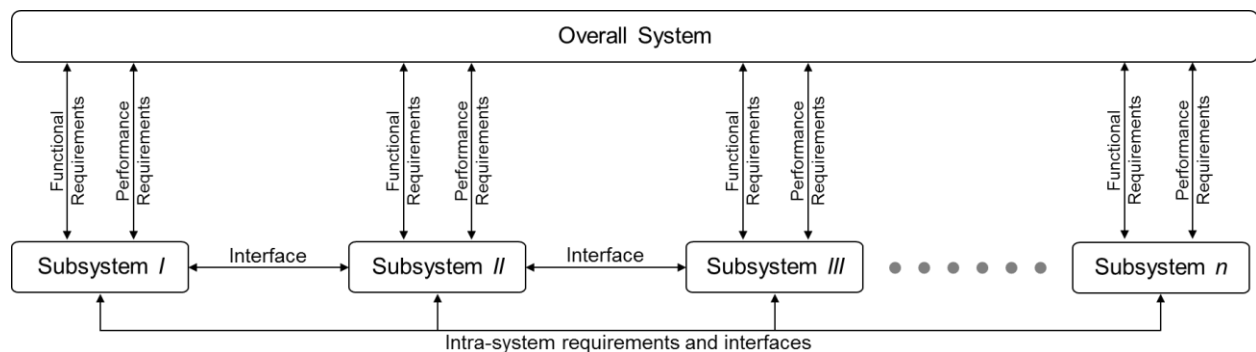 Overall System
Functional
Requirements
Performance
Requirements
Functional
Requirements
Performance
Requirements
Functional
Requirements
Performance
Requirements
Functional
Requirements
Performance
Requirements
Subsystem I
Interface
Subsystem II
Interface
Subsystem III
Subsystem n
Intra-system requirements and interfaces